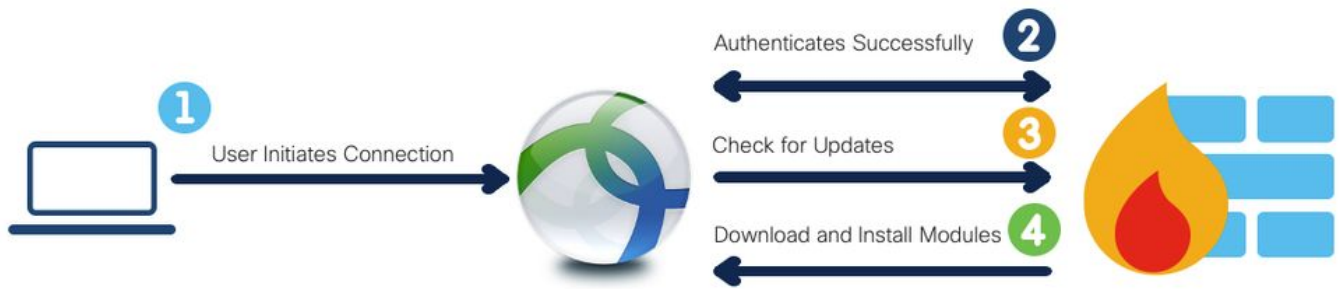 1
User Initiates Connection
Authenticates Successfully 2
Check for Updates 3
Download and Install Modules 4